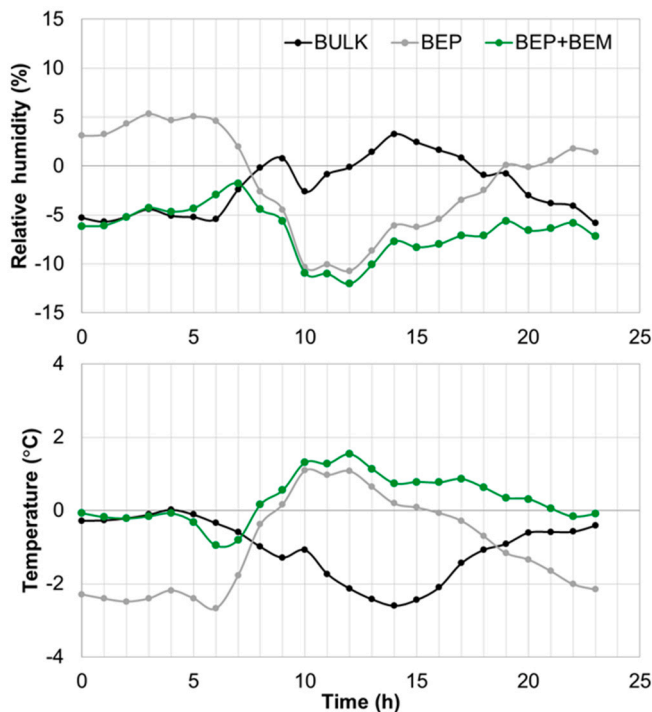 15
BULK BEP BEP+BEM
10
5
0
-5
-10
-15
Relative humidity (%)
0 5 10 15 20 25
4
2
0
-2
-4
Temperature (°C)
0 5 10 15 20 25
Time (h)